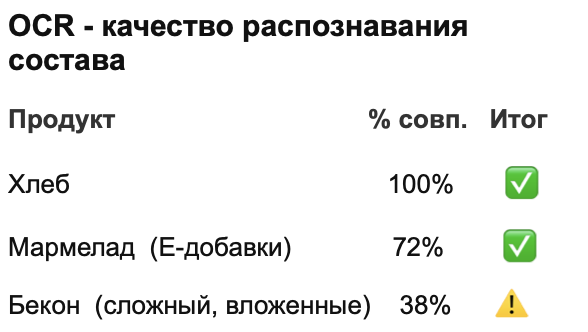 OCR - качество распознавания
состава
Продукт % совп. Итог
Хлеб 100% ✅
Мармелад (Е-добавки) 72% ✅
Бекон (сложный, вложенные) 38% ⚠️